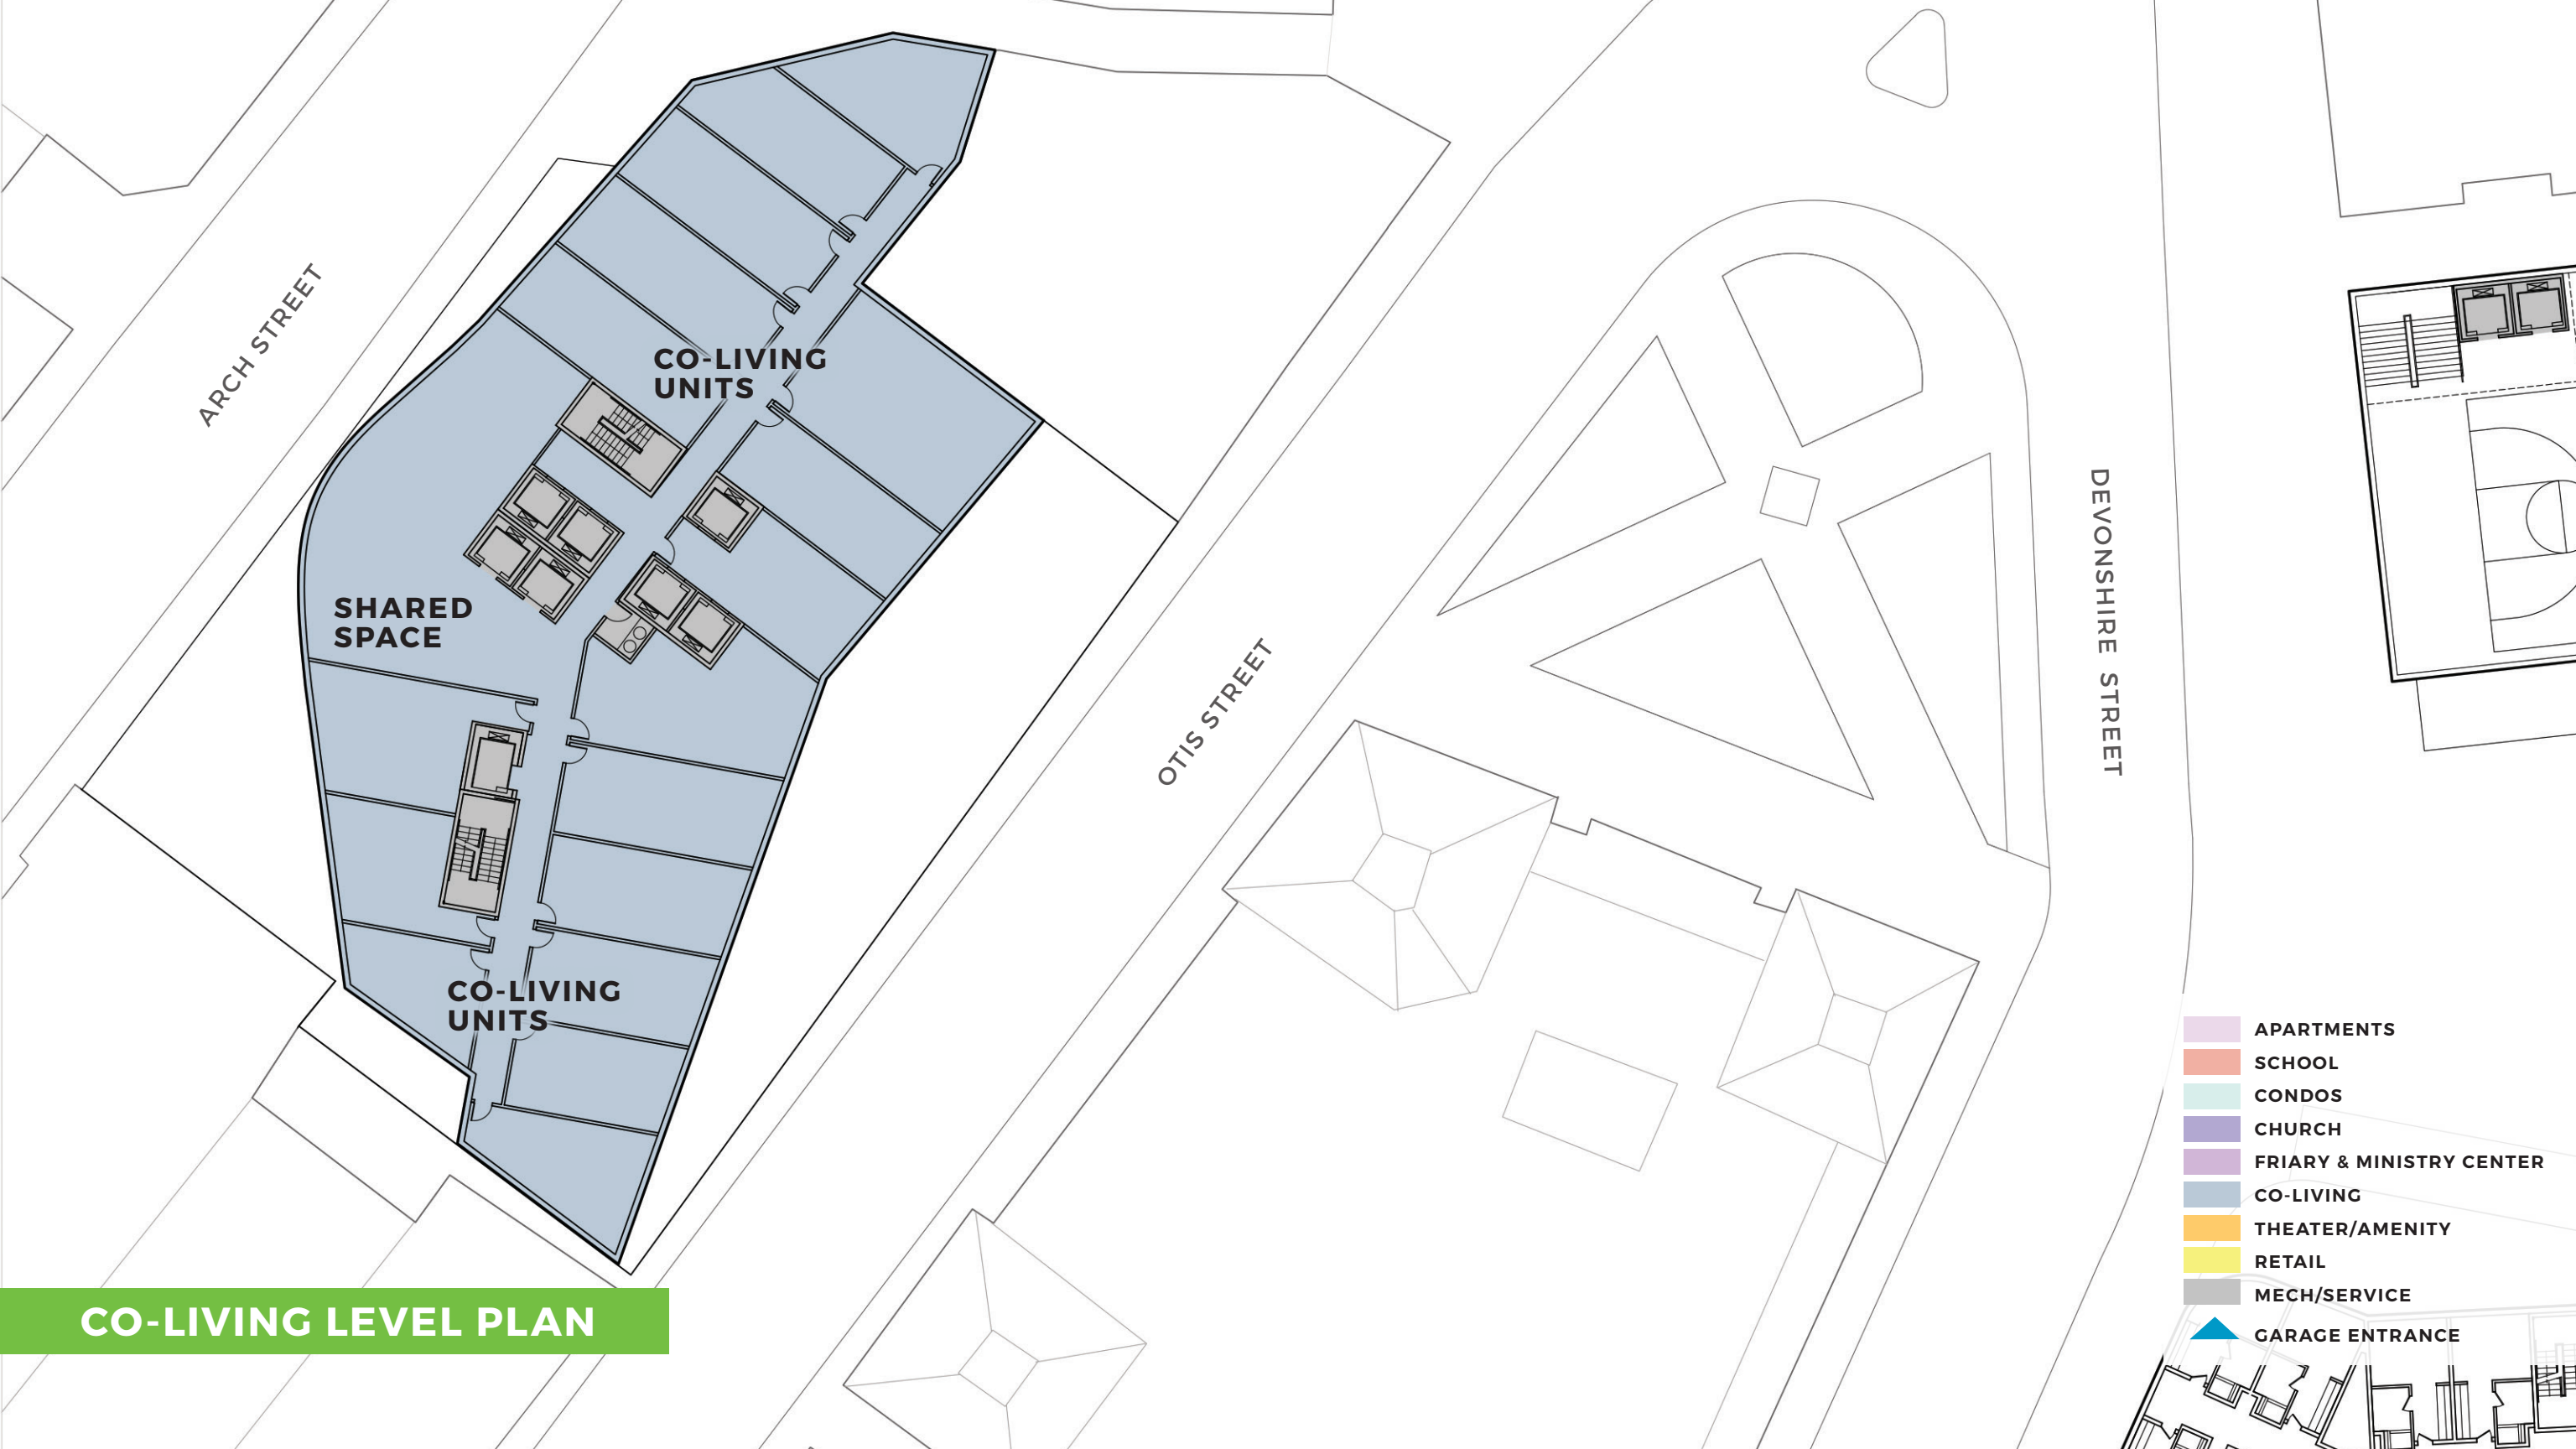 ARCH STREET
CO-LIVING
UNITS
SHARED
SPACE
OTIS STREET
DEVONSHIRE STREET
CO-LIVING
UNITS
APARTMENTS
SCHOOL
CONDOS
CHURCH
FRIARY & MINISTRY CENTER
CO-LIVING
THEATER/AMENITY
RETAIL
MECH/SERVICE
GARAGE ENTRANCE
CO-LIVING LEVEL PLAN